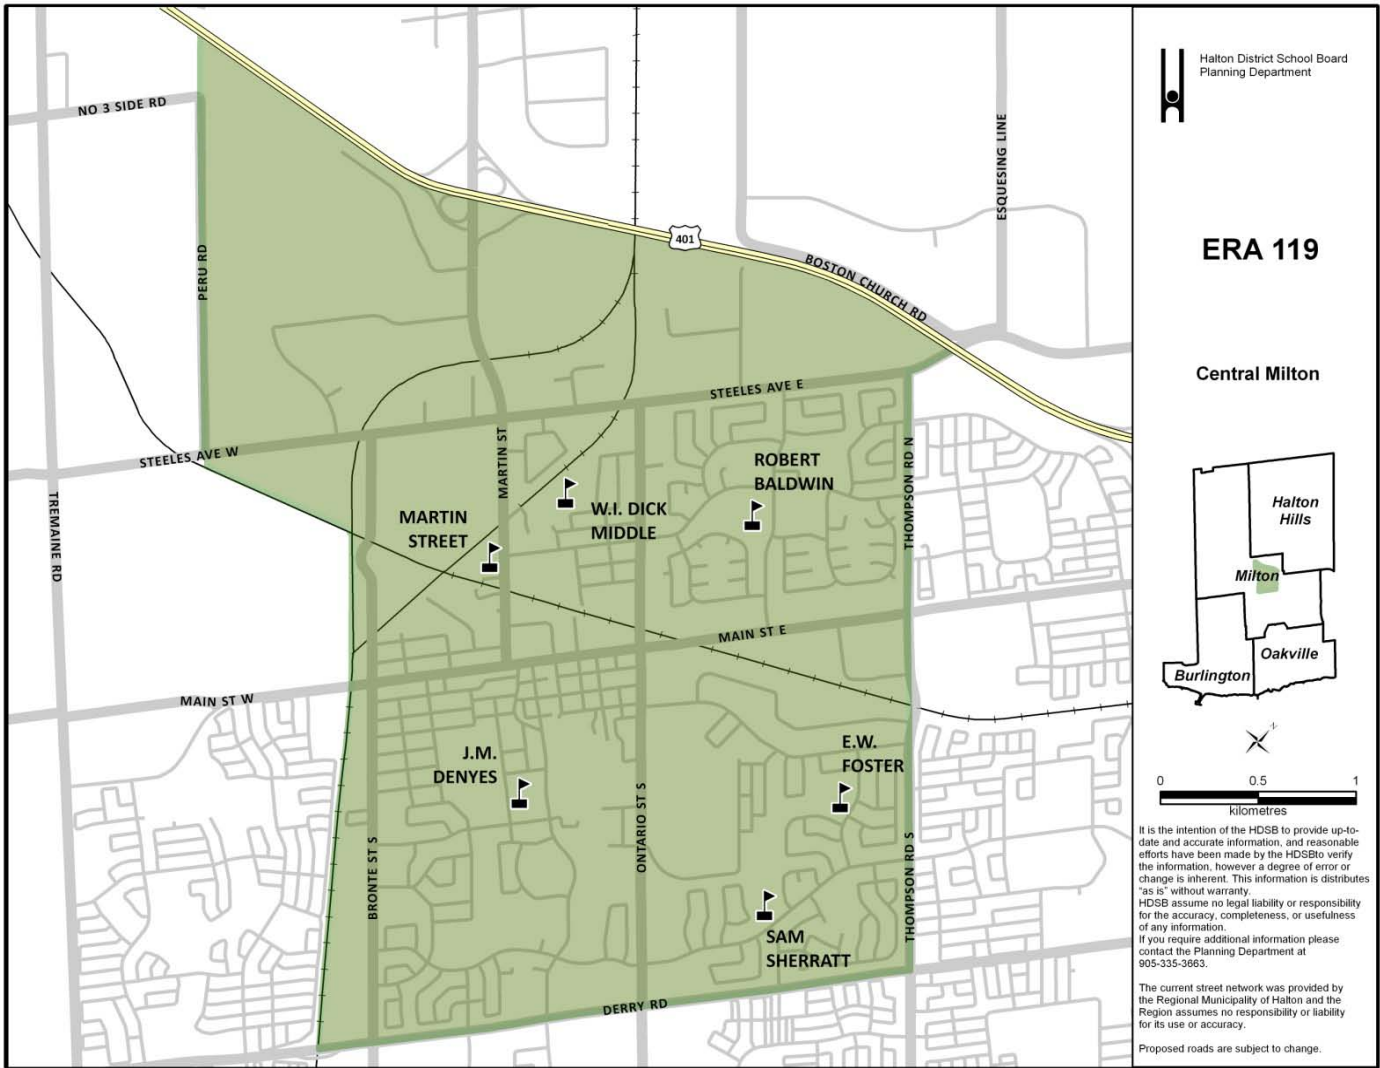 NO 3 SIDE RD
PERU RD
401
BOSTON CHURCH RD
ESQUESING LINE
STEELES AVE E
STEELES AVE W
MARTIN ST
TREMAINE RD
THOMPSON RD N
ROBERT
BALDWIN
W.I. DICK
MIDDLE
MARTIN
STREET
MAIN ST E
MAIN ST W
J.M.
DENYES
E.W.
FOSTER
ONTARIO ST S
BRONTE ST S
THOMPSON RD S
SAM
SHERRATT
DERRY RD
Halton District School Board
Planning Department
ERA 119
Central Milton
Halton
Hills
Milton
Oakville
Burlington
0 0.5 1
kilometres
It is the intention of the HDSB to provide up-to-
date and accurate information, and reasonable
efforts have been made by the HDSBto verify
the information, however a degree of error or
change is inherent. This information is distributes
"as is" without warranty.
HDSB assume no legal liability or responsibility
for the accuracy, completeness, or usefulness
of any information.
If you require additional information please
contact the Planning Department at
905-335-3663.
The current street network was provided by
the Regional Municipality of Halton and the
Region assumes no responsibility or liability
for its use or accuracy.
Proposed roads are subject to change.